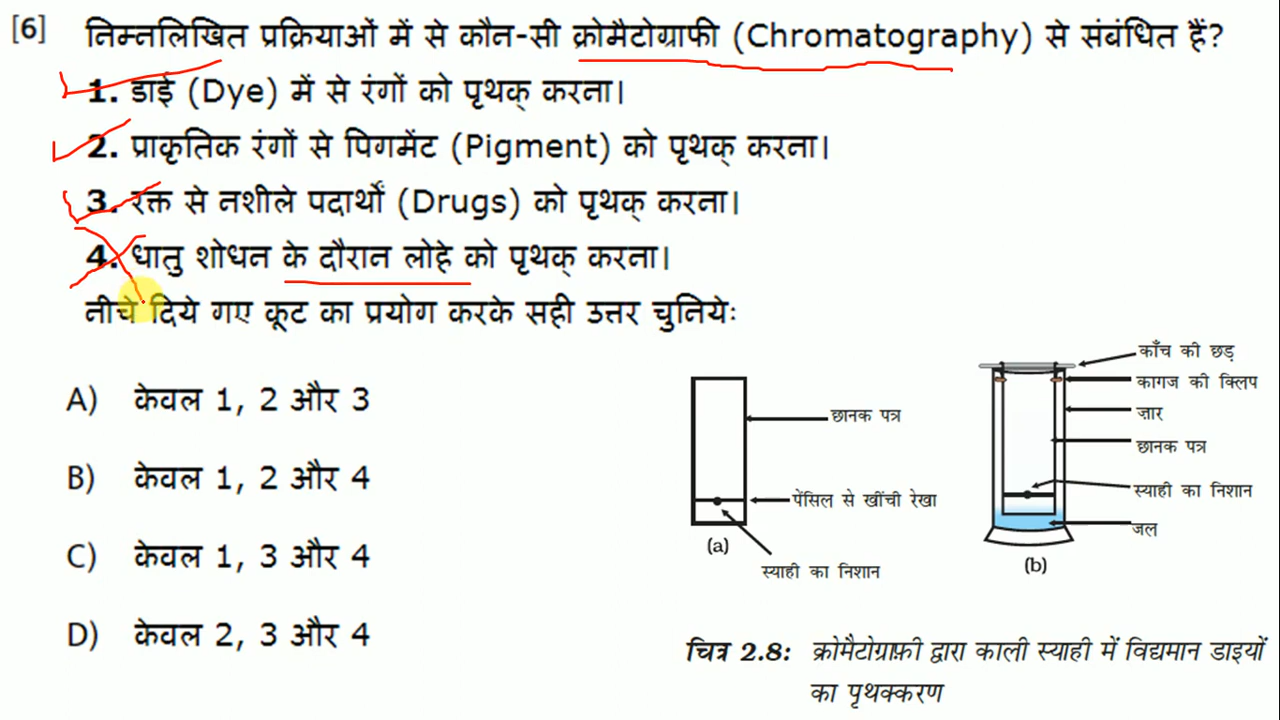 [6] निम्नलिखित प्रक्रियाओं में से कौन-सी क्रोमैटोग्राफी (Chromatography) से संबंधित हैं?
1. डाई (Dye) में से रंगों को पृथक् करना।
2. प्राकृतिक रंगों से पिगमेंट (Pigment) को पृथक् करना।
3. रक्त से नशीले पदार्थों (Drugs) को पृथक् करना।
4. धातु शोधन के दौरान लोहे को पृथक् करना।
नीचे दिये गए कूट का प्रयोग करके सही उत्तर चुनियेः
A) केवल 1, 2 और 3
B) केवल 1, 2 और 4
C) केवल 1, 3 और 4
D) केवल 2, 3 और 4
छानक पत्र
पेंसिल से खींची रेखा
(a)
स्याही का निशान
काँच की छड़
कागज की क्लिप
ज़ार
छानक पत्र
स्याही का निशान
जल
(b)
चित्र 2.8: क्रोमैटोग्राफ़ी द्वारा काली स्याही में विद्यमान डाइयों
का पृथक्करण